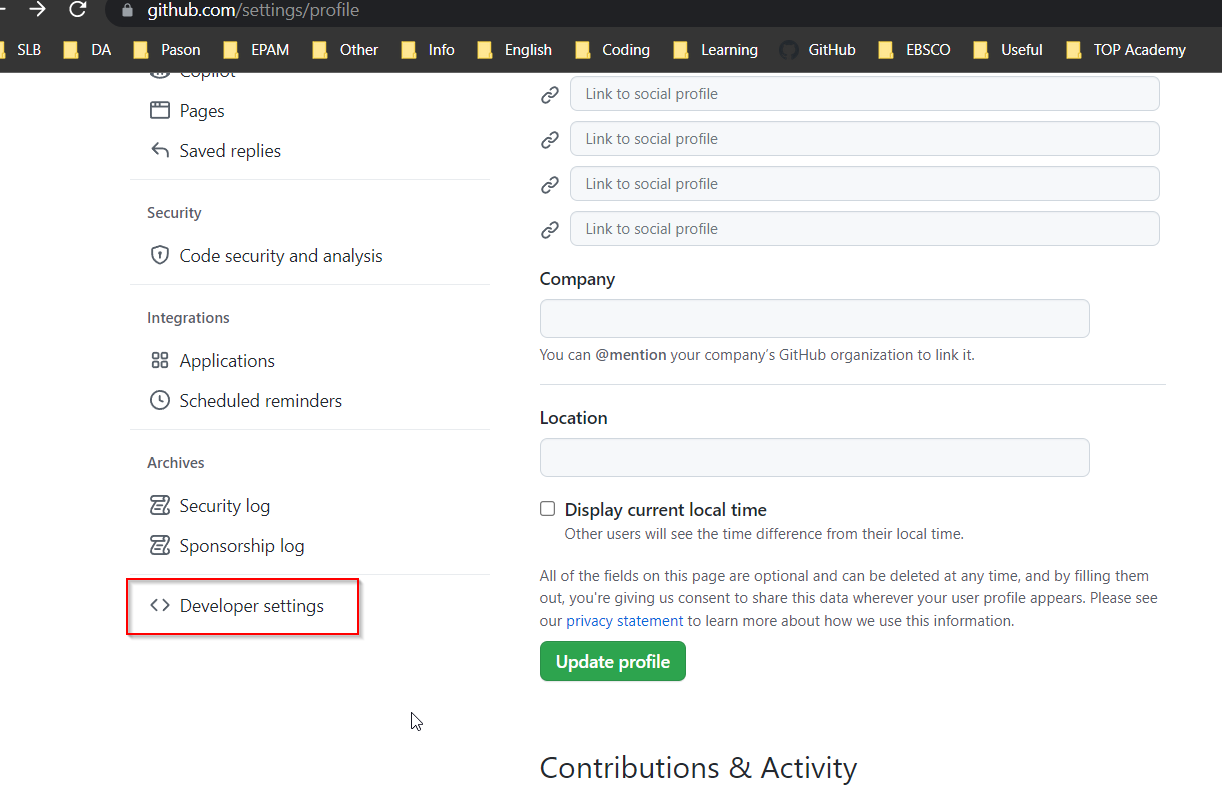 github.com/settings/profile
SLB DA Pason EPAM Other Info English Coding Learning GitHub EBSCO Useful TOP Academy
Copilot
Pages
Saved replies
Security
Code security and analysis
Integrations
Applications
Scheduled reminders
Archives
Security log
Sponsorship log
Developer settings
Link to social profile
Link to social profile
Link to social profile
Link to social profile
Company
You can @mention your company's GitHub organization to link it.
Location
Display current local time
Other users will see the time difference from their local time.
All of the fields on this page are optional and can be deleted at any time, and by filling them
out, you're giving us consent to share this data wherever your user profile appears. Please see
our privacy statement to learn more about how we use this information.
Update profile
Contributions & Activity